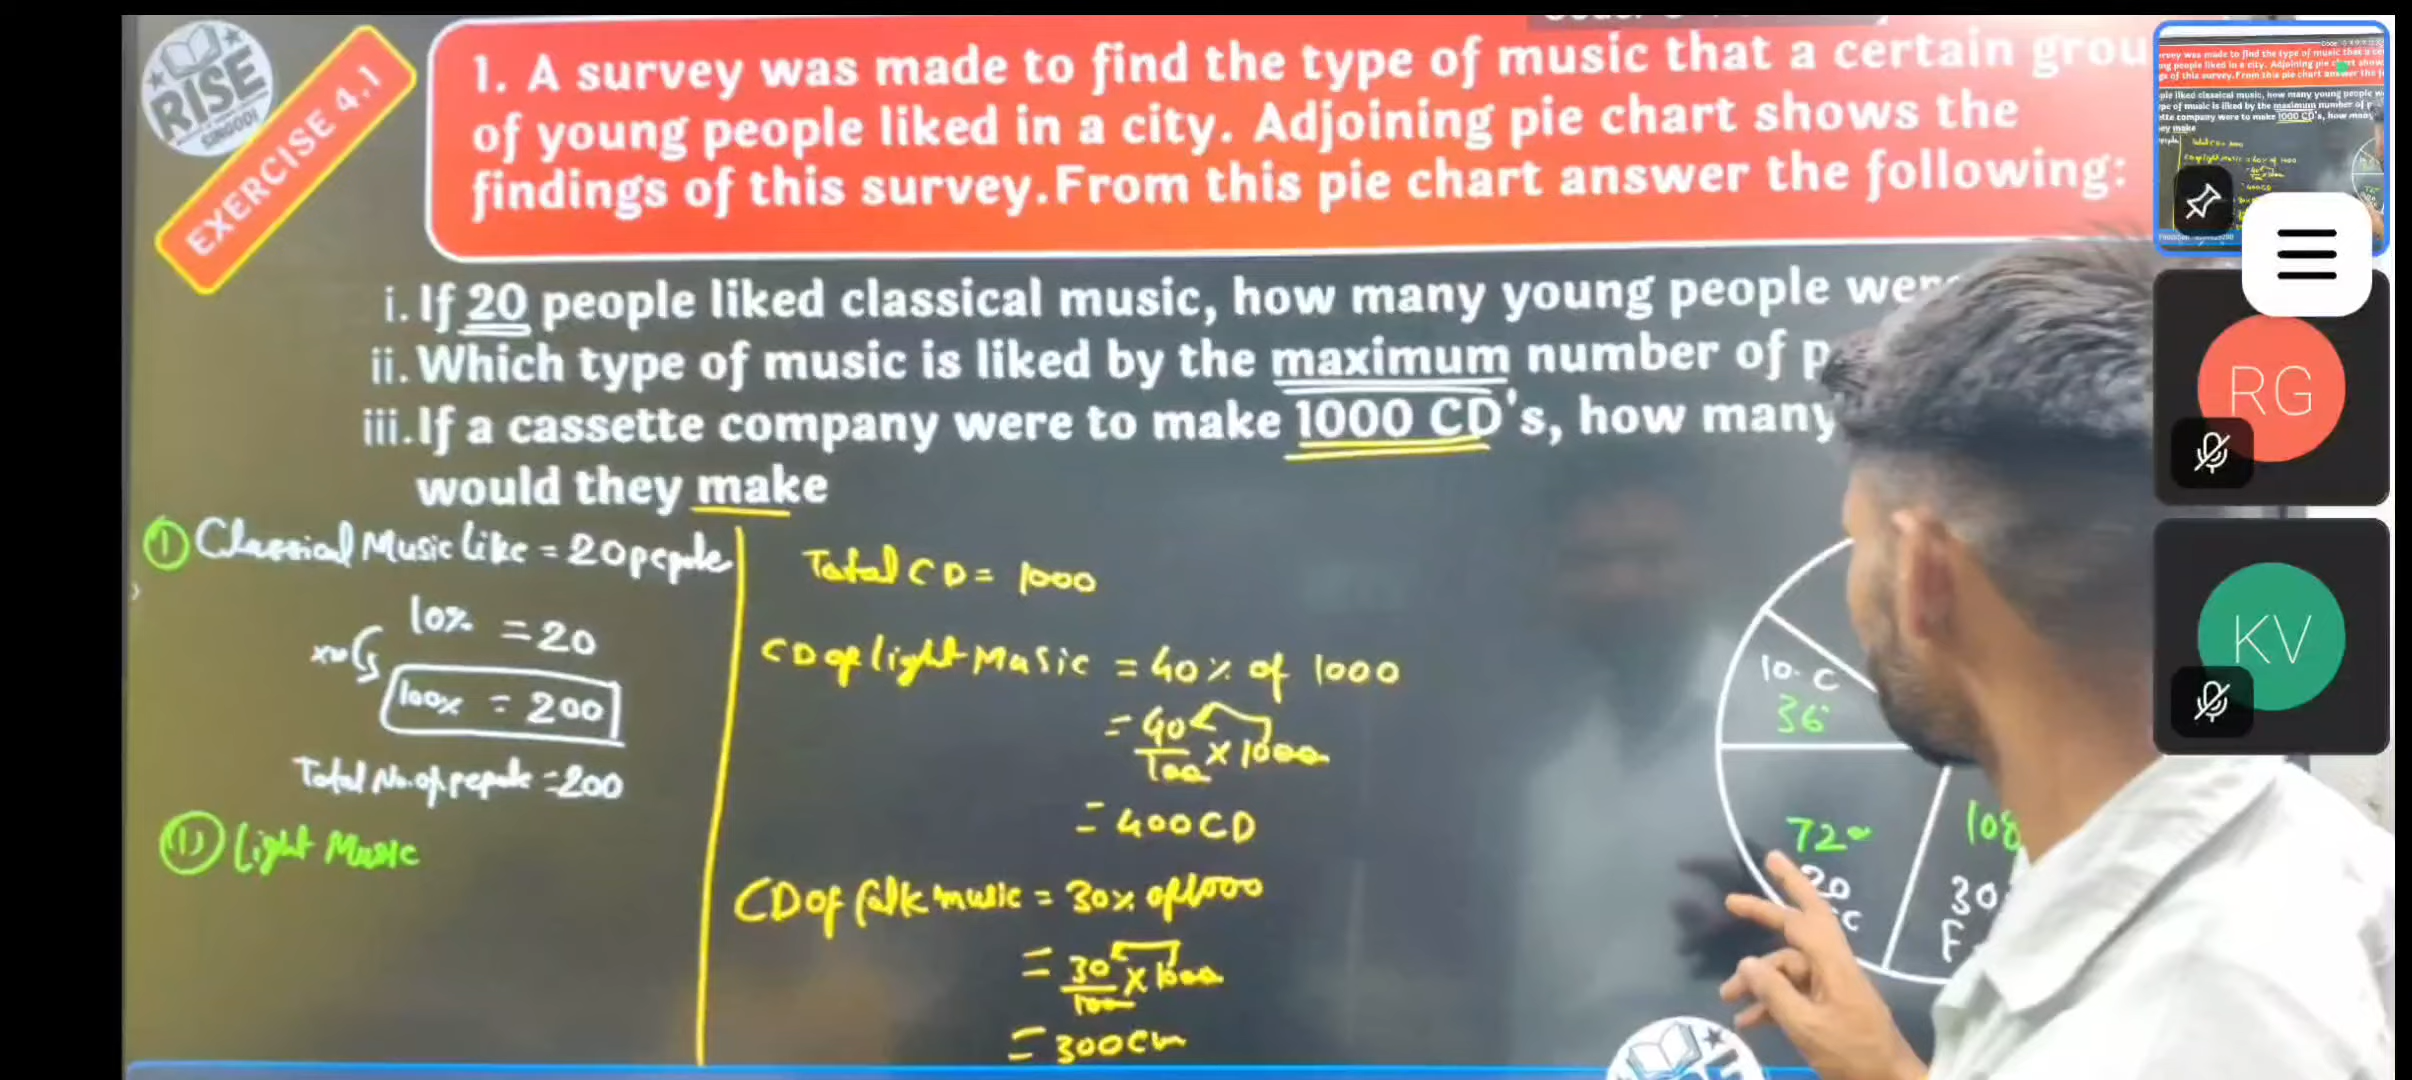 RISE
SINGODI
EXERCISE 4.1
1. A survey was made to find the type of music that a certain grou
of young people liked in a city. Adjoining pie chart shows the
findings of this survey.From this pie chart answer the following:
i. If 20 people liked classical music, how many young people wer
ii. Which type of music is liked by the maximum number of p
iii. If a cassette company were to make 1000 CD's, how many
would they make
① Classical Music like = 20 pepole
10% = 20
100% = 200
Total No. of pepole = 200
② Light Music
Total CD = 1000
CD of light Music = 40% of 1000
= 40/100 × 1000
= 400 CD
CD of falk music = 30% of 1000
= 30/100 × 1000
= 300
10. C
36°
72°
20
108
30
F
RG
KV